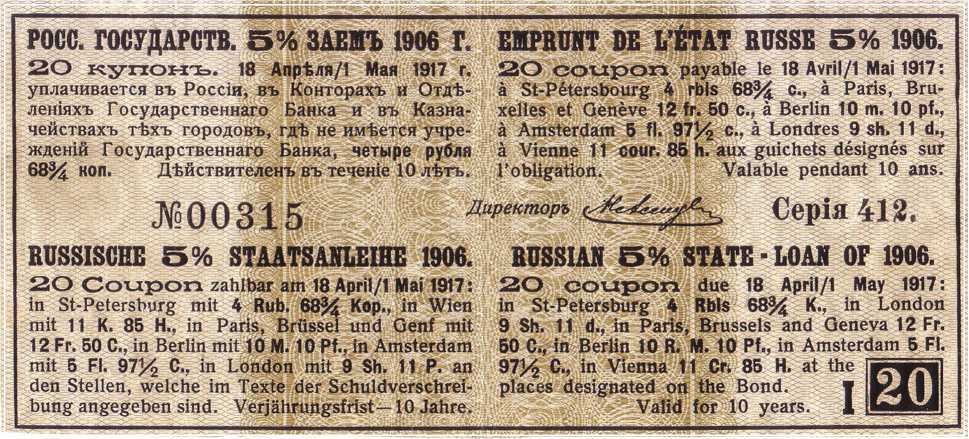 РОСС. ГОСУДАРСТВ. 5% ЗАЕМЪ 1906 Г.
20 купонъ. 18 Апрѣля/1 Мая 1917 г.
уплачивается въ Россіи, въ Конторахъ и Отдѣ-
леніяхъ Государственнаго Банка и въ Казна-
чействахъ тѣхъ городовъ, гдѣ не имѣется учре-
жденій Государственнаго Банка, четыре рубля
68¾ коп. Дѣйствителенъ въ теченіе 10 лѣтъ.
EMPRUNT DE L'ÉTAT RUSSE 5% 1906.
20 coupon payable le 18 Avril/1 Mai 1917:
à St-Pétersbourg 4 rbls 68¾ c., à Paris, Bru-
xelles et Genève 12 fr. 50 c., à Berlin 10 m. 10 pf.,
à Amsterdam 5 fl. 97½ c., à Londres 9 sh. 11 d.,
à Vienne 11 cour. 85 h. aux guichets désignés sur
l'obligation. Valable pendant 10 ans.
№00315
Директоръ
Серія 412.
RUSSISCHE 5% STAATSANLEIHE 1906.
20 Coupon zahlbar am 18 April/1 Mai 1917:
in St-Petersburg mit 4 Rub. 68¾ Kop., in Wien
mit 11 K. 85 H., in Paris, Brüssel und Genf mit
12 Fr. 50 C., in Berlin mit 10 M. 10 Pf., in Amsterdam
mit 5 Fl. 97½ C., in London mit 9 Sh. 11 P. an
den Stellen, welche im Texte der Schuldverschrei-
bung angegeben sind. Verjährungsfrist—10 Jahre.
RUSSIAN 5% STATE-LOAN OF 1906.
20 coupon due 18 April/1 May 1917:
in St-Petersburg 4 Rbls 68¾ K., in London
9 Sh. 11 d., in Paris, Brussels and Geneva 12 Fr.
50 C., in Berlin 10 R. M. 10 Pf., in Amsterdam 5 Fl.
97½ C., in Vienna 11 Cr. 85 H. at the
places designated on the Bond.
Valid for 10 years.
I 20